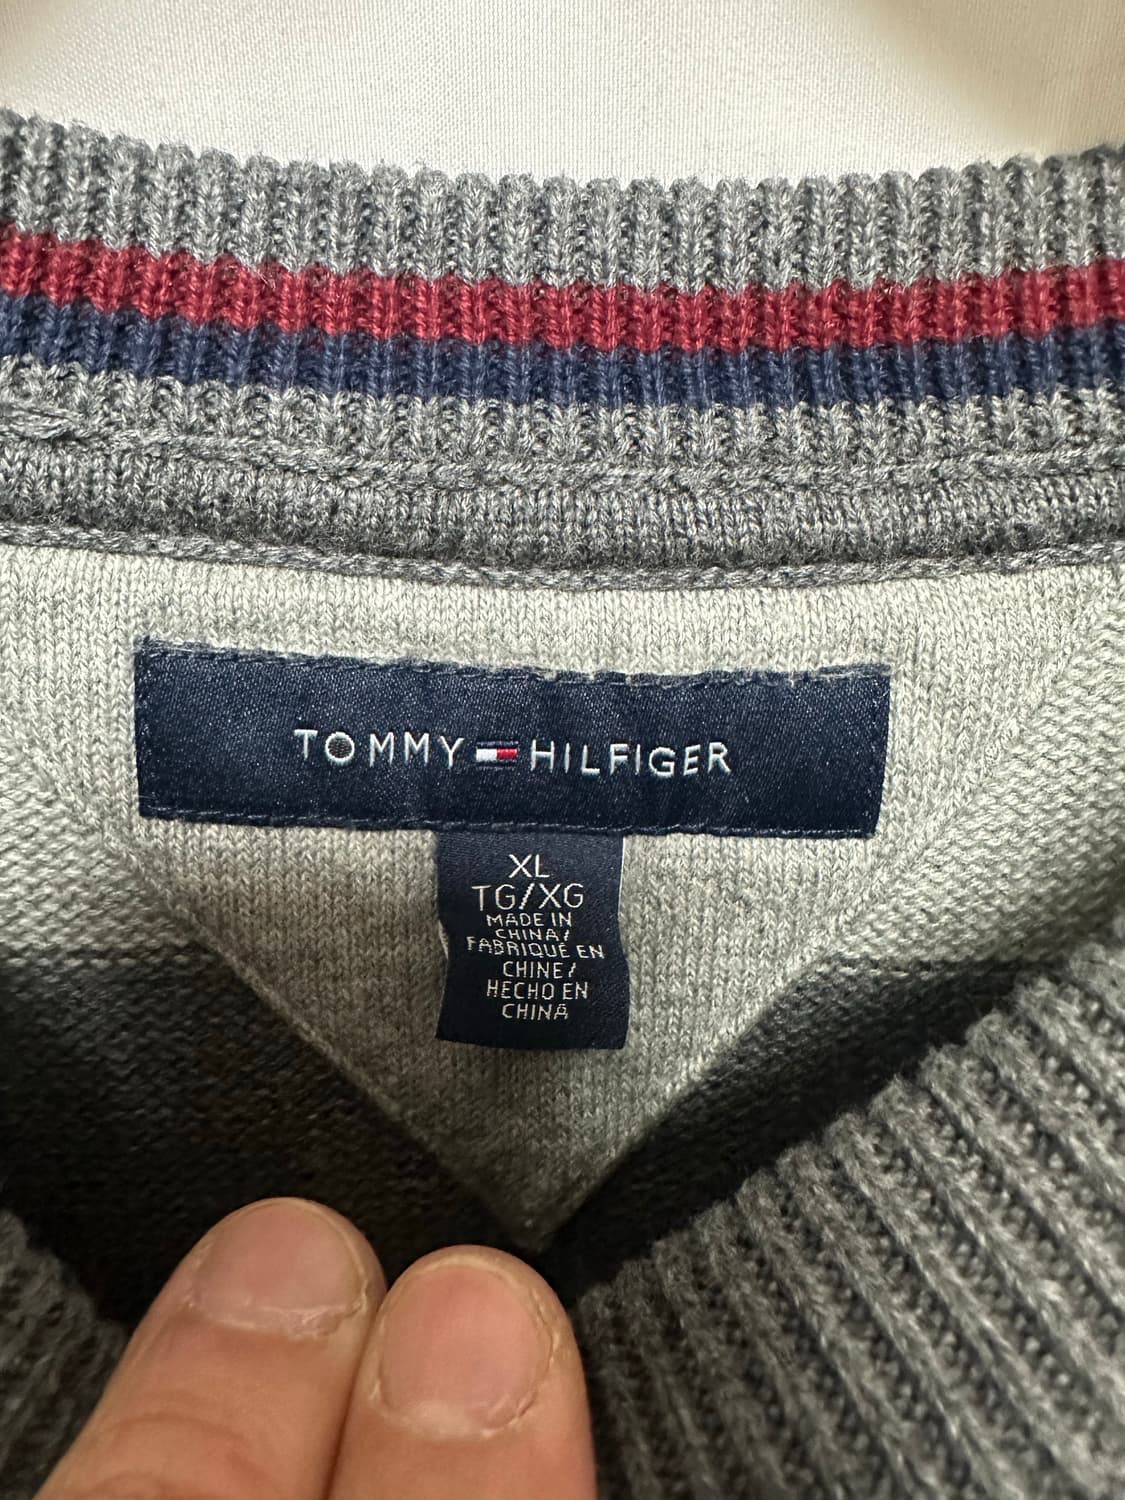 TOMMY HILFIGER
XL
TG/XG
MADE IN
CHINA/
FABRIQUÉ EN
CHINE/
HECHO EN
CHINA